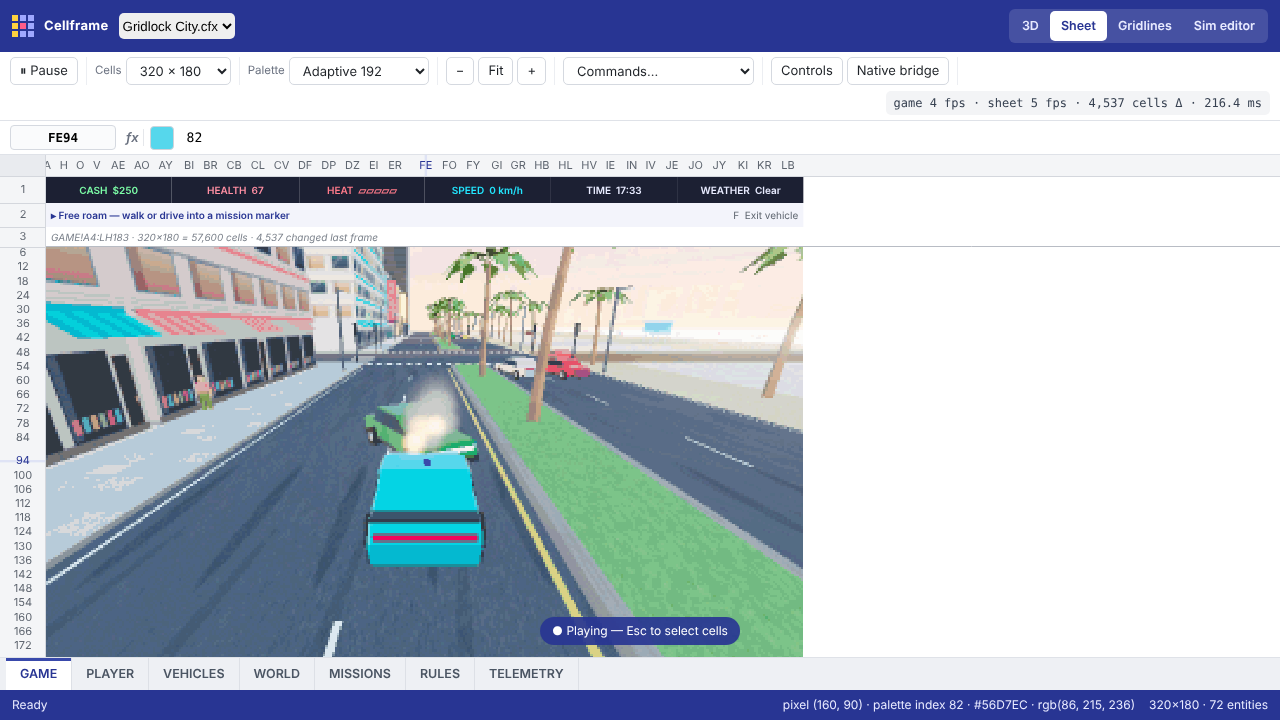 Cellframe Gridlock City.cfx 3D Sheet Gridlines Sim editor
Pause Cells 320 × 180 Palette Adaptive 192 − Fit + Commands... Controls Native bridge
game 4 fps · sheet 5 fps · 4,537 cells Δ · 216.4 ms
FE94 fx 82
A H O V AE AO AY BI BR CB CL CV DF DP DZ EI ER FE FO FY GI GR HB HL HV IE IN IV JE JO JY KI KR LB
1 CASH $250 HEALTH 67 HEAT ▱▱▱▱▱ SPEED 0 km/h TIME 17:33 WEATHER Clear
2 ▸ Free roam — walk or drive into a mission marker F Exit vehicle
3 GAME!A4:LH183 · 320×180 = 57,600 cells · 4,537 changed last frame
6
12
18
24
30
36
42
48
54
60
66
72
78
84
94
100
106
112
118
124
130
136
142
148
154
160
166
172
Playing — Esc to select cells
GAME PLAYER VEHICLES WORLD MISSIONS RULES TELEMETRY
Ready pixel (160, 90) · palette index 82 · #56D7EC · rgb(86, 215, 236) 320×180 · 72 entities